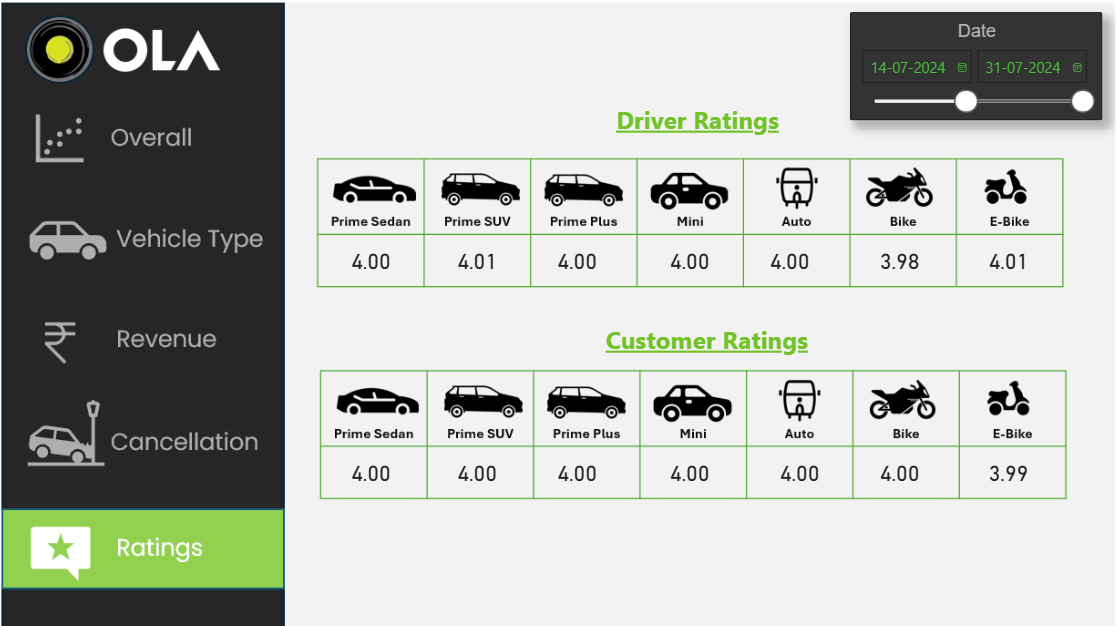 OLA
Date
14-07-2024 31-07-2024
Overall
Vehicle Type
Revenue
Cancellation
Ratings
Driver Ratings
Prime Sedan Prime SUV Prime Plus Mini Auto Bike E-Bike
4.00 4.01 4.00 4.00 4.00 3.98 4.01
Customer Ratings
Prime Sedan Prime SUV Prime Plus Mini Auto Bike E-Bike
4.00 4.00 4.00 4.00 4.00 4.00 3.99